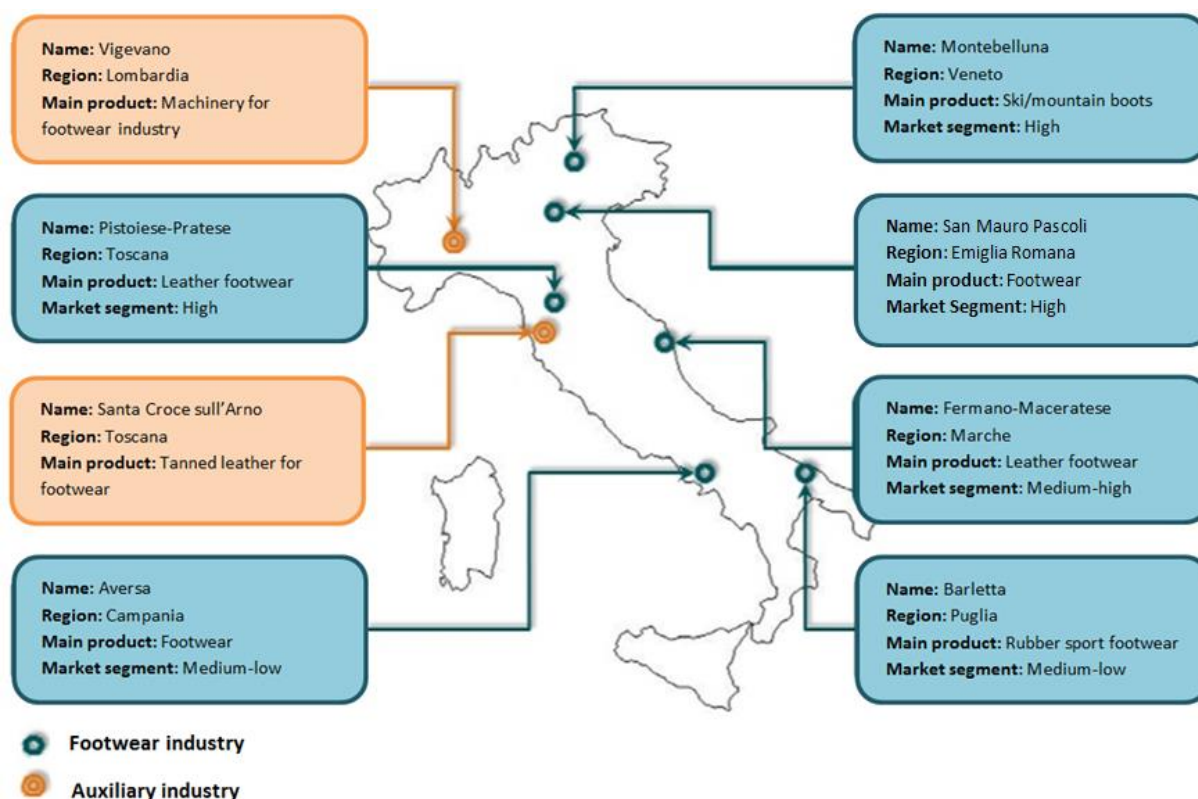 Name: Vigevano
Region: Lombardia
Main product: Machinery for
footwear industry
Name: Montebelluna
Region: Veneto
Main product: Ski/mountain boots
Market segment: High
Name: Pistoiese-Pratese
Region: Toscana
Main product: Leather footwear
Market segment: High
Name: San Mauro Pascoli
Region: Emiglia Romana
Main product: Footwear
Market Segment: High
Name: Santa Croce sull’Arno
Region: Toscana
Main product: Tanned leather for
footwear
Name: Fermano-Maceratese
Region: Marche
Main product: Leather footwear
Market segment: Medium-high
Name: Aversa
Region: Campania
Main product: Footwear
Market segment: Medium-low
Name: Barletta
Region: Puglia
Main product: Rubber sport footwear
Market segment: Medium-low
Footwear industry
Auxiliary industry